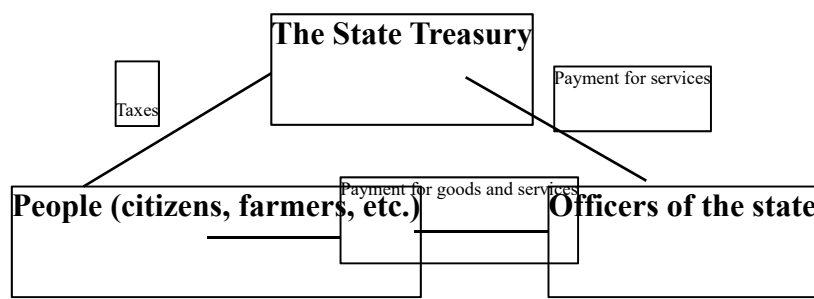 The State Treasury
Payment for services
Taxes
Payment for goods and services
People (citizens, farmers, etc.)
Officers of the state